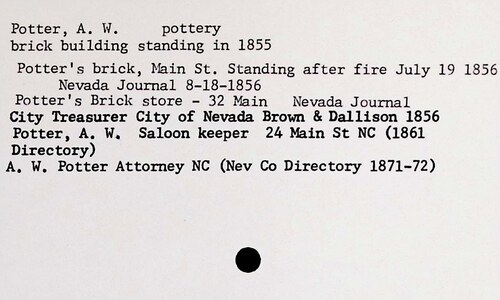 Potter, A. W. pottery
brick building standing in 1855
Potter's brick, Main St. Standing after fire July 19 1856
Nevada Journal 8-18-1856
Potter's Brick store - 32 Main Nevada Journal
City Treasurer City of Nevada Brown & Dallison 1856
Potter, A. W. Saloon keeper 24 Main St NC (1861
Directory)
A. W. Potter Attorney NC (Nev Co Directory 1871-72)